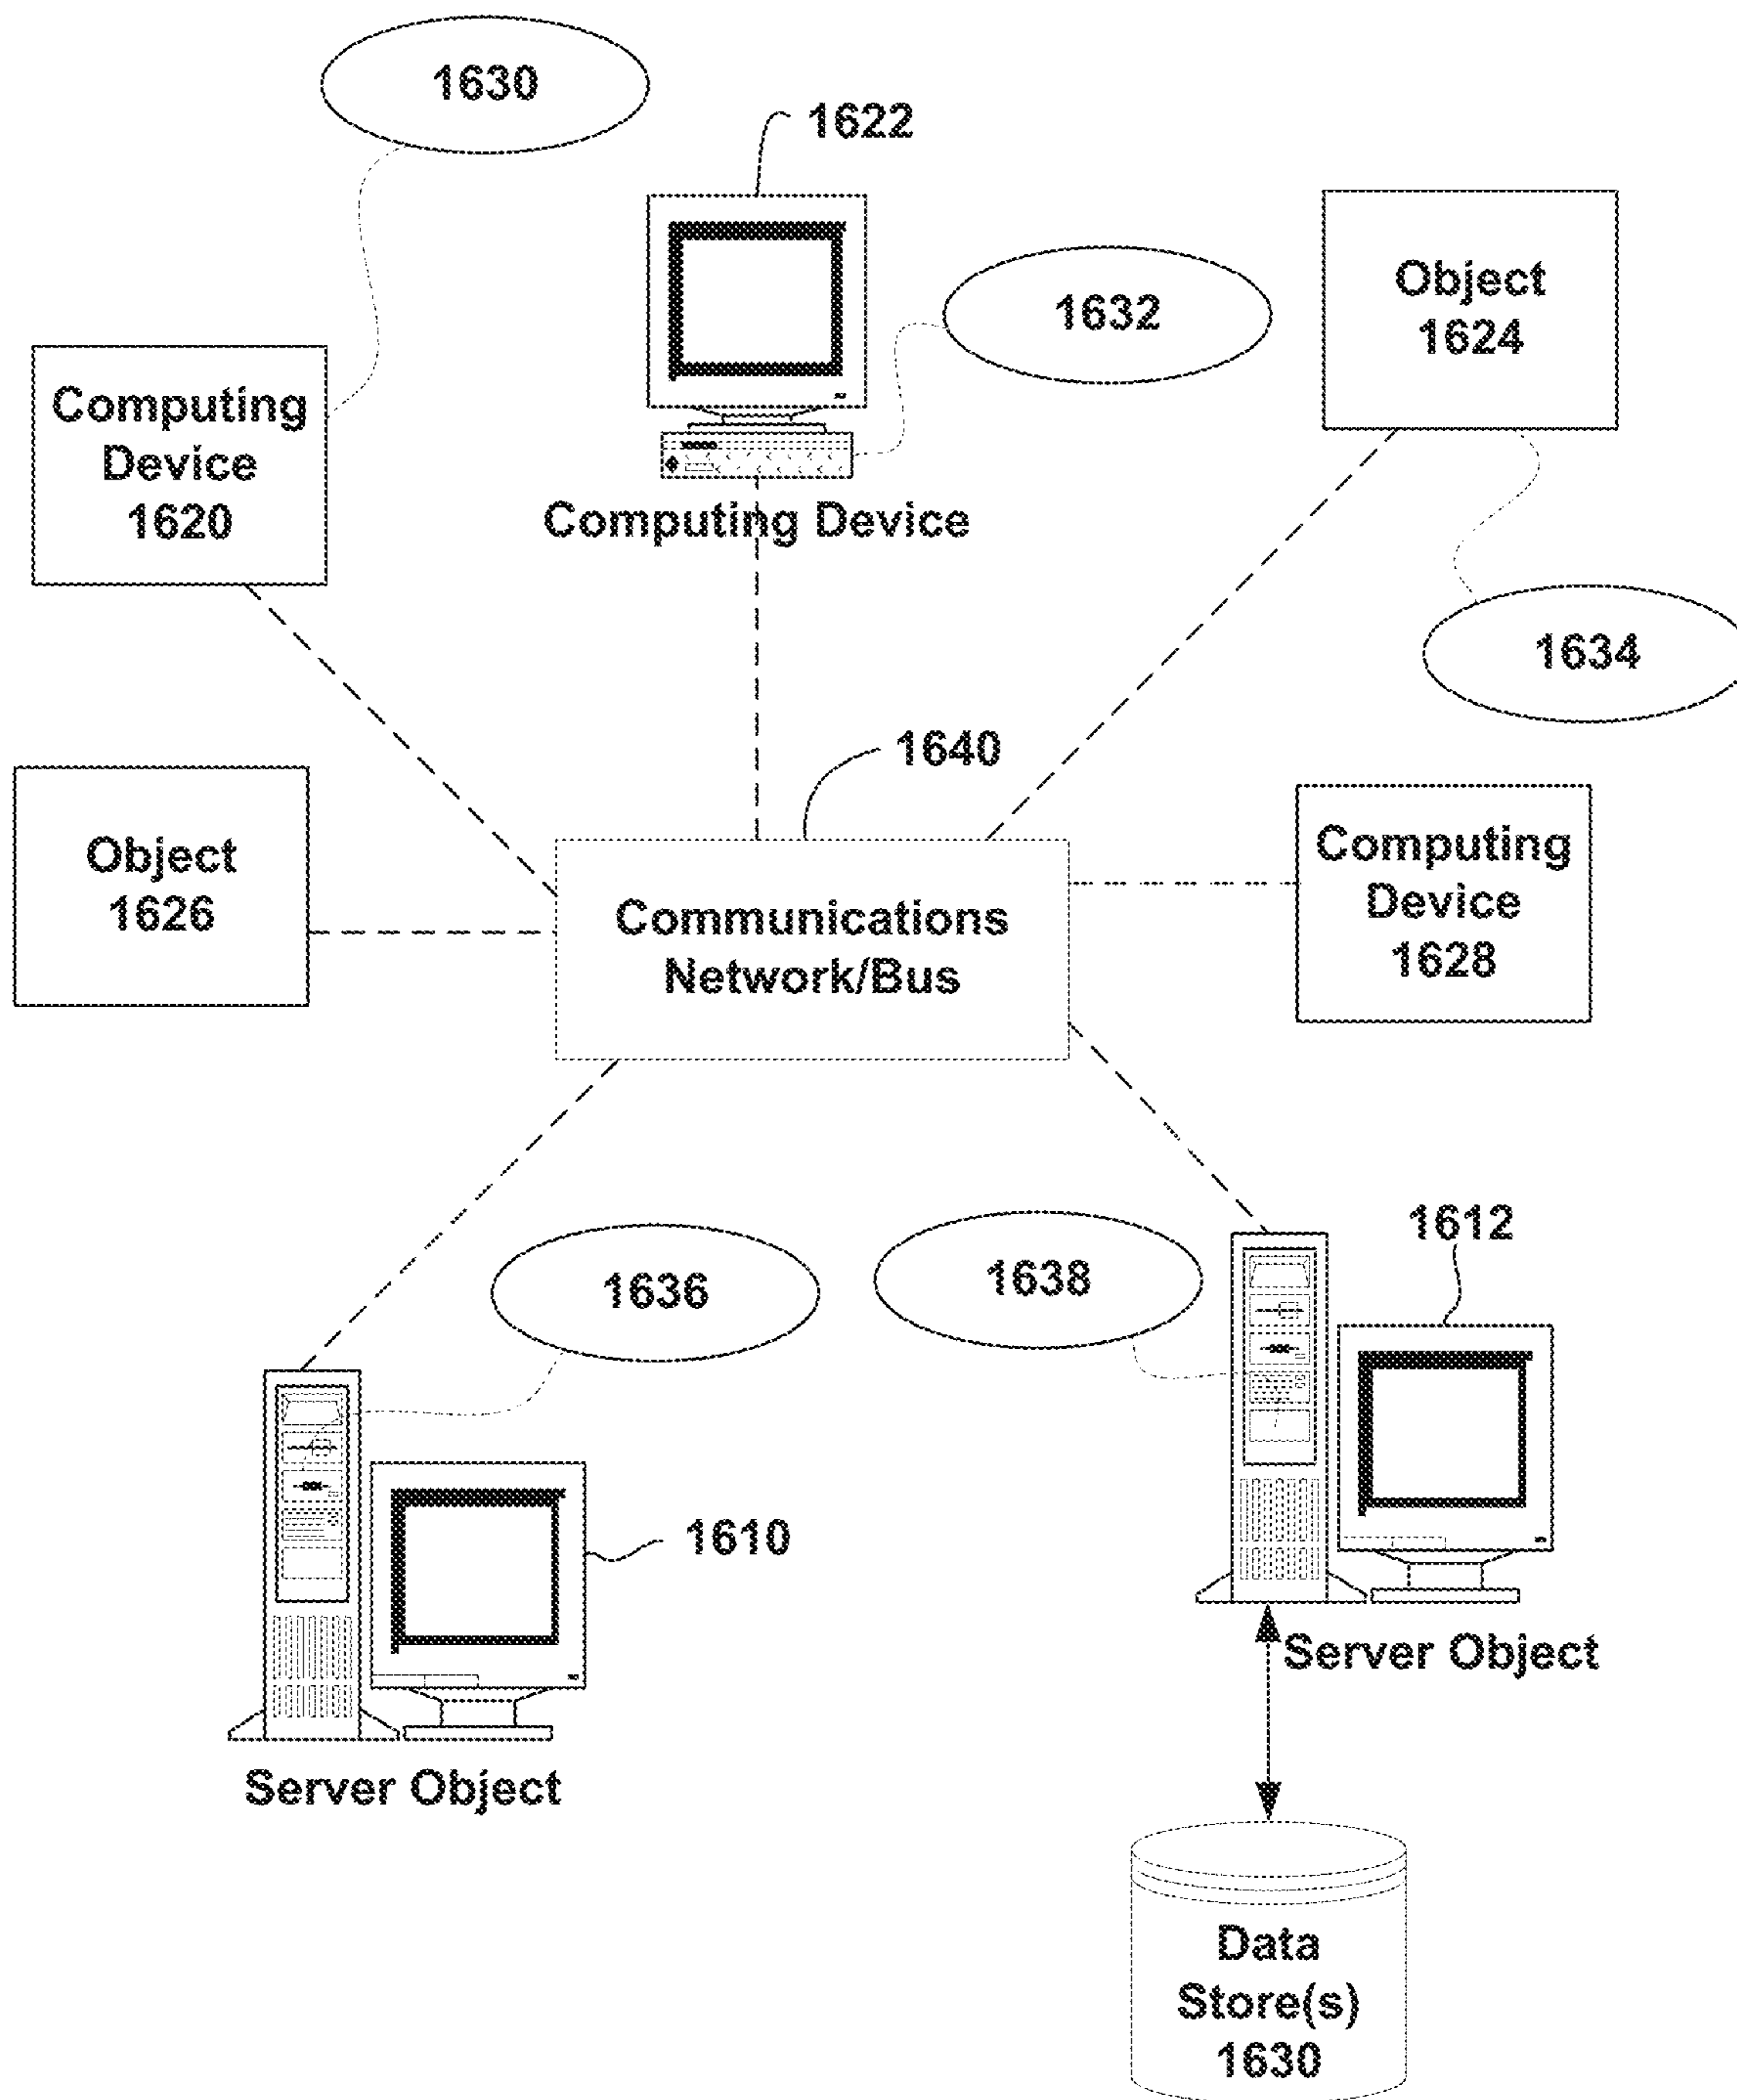 1630
1622
1632
Object
1624
Computing
Device
1620
Computing Device
1634
1640
Object
1626
Communications
Network/Bus
Computing
Device
1628
1636
1638
1612
1610
Server Object
Server Object
Data
Store(s)
1630